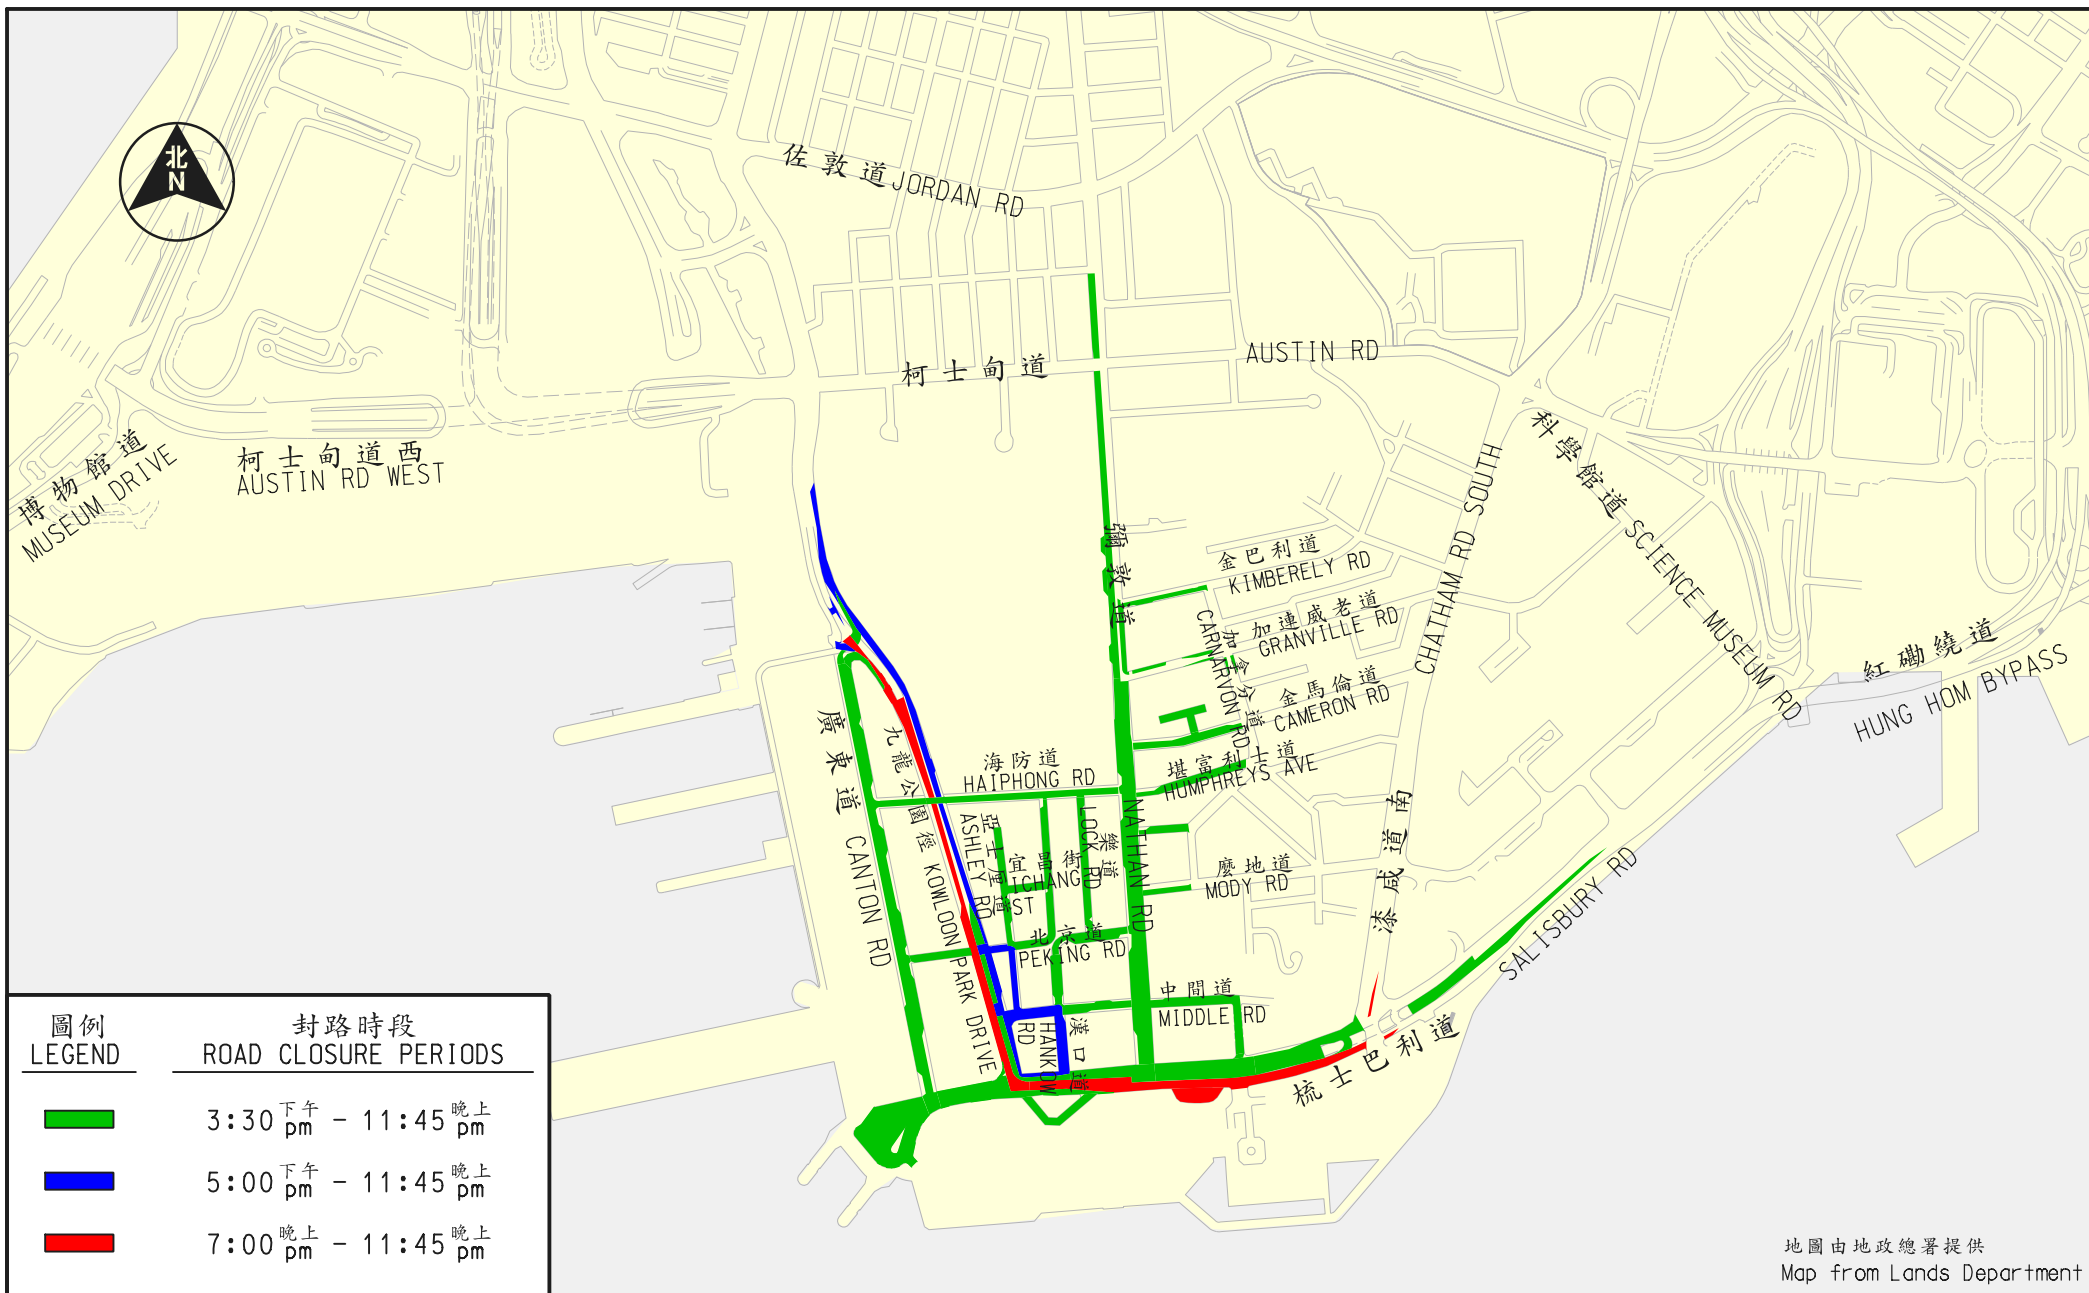 北
N
佐敦道 JORDAN RD
柯士甸道
AUSTIN RD
博物館道
MUSEUM DRIVE
柯士甸道西
AUSTIN RD WEST
科學館道 SCIENCE MUSEUM RD
CHATHAM RD SOUTH
漆咸道南
彌敦道
NATHAN RD
金巴利道
KIMBERELY RD
加連威老道
GRANVILLE RD
加拿分道
CARNARVON RD
金馬倫道
CAMERON RD
堪富利士道
HUMPHREYS AVE
紅磡繞道
HUNG HOM BYPASS
廣東道 CANTON RD
九龍公園徑 KOWLOON PARK DRIVE
海防道
HAIPHONG RD
亞士厘道
ASHLEY RD
宜昌街
ICHANG
ST
樂道
LOCK RD
麼地道
MODY RD
北京道
PEKING RD
中間道
MIDDLE RD
漢口道
HANKOW
RD
梳士巴利道
SALISBURY RD
圖例
LEGEND
封路時段
ROAD CLOSURE PERIODS
3:30 下午 pm - 11:45 晚上 pm
5:00 下午 pm - 11:45 晚上 pm
7:00 晚上 pm - 11:45 晚上 pm
地圖由地政總署提供
Map from Lands Department